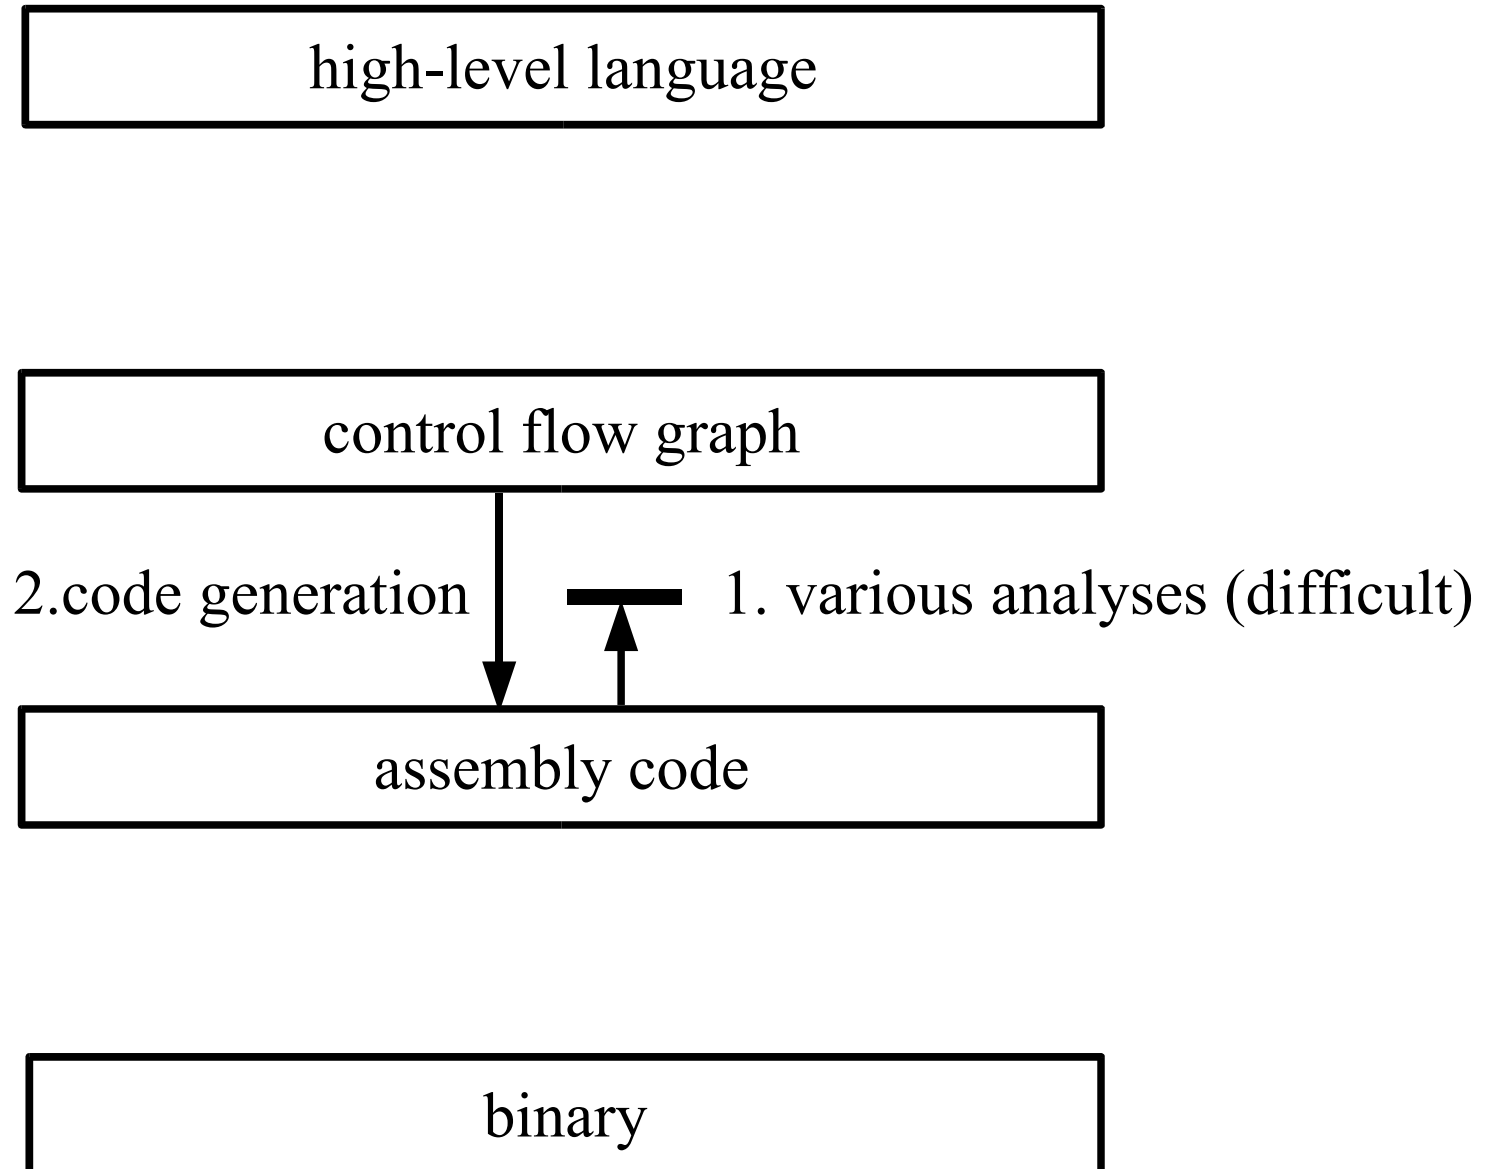 high-level language
control flow graph
2.code generation
1. various analyses (difficult)
assembly code
binary